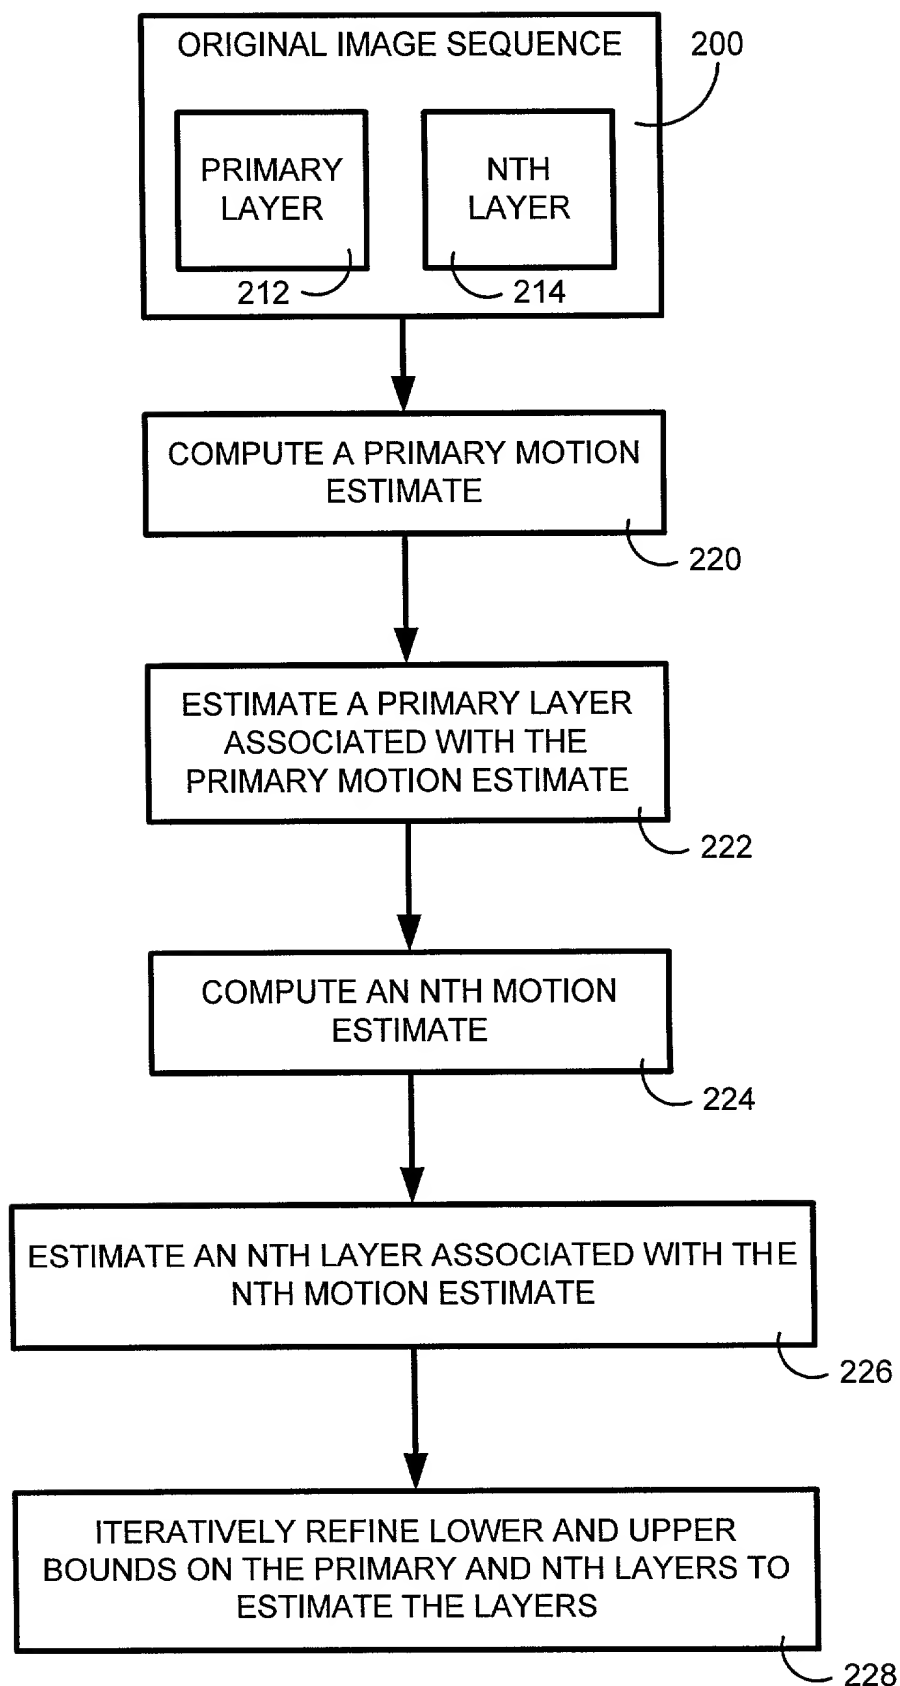 ORIGINAL IMAGE SEQUENCE
200
PRIMARY
LAYER
NTH
LAYER
212
214
COMPUTE A PRIMARY MOTION
ESTIMATE
220
ESTIMATE A PRIMARY LAYER
ASSOCIATED WITH THE
PRIMARY MOTION ESTIMATE
222
COMPUTE AN NTH MOTION
ESTIMATE
224
ESTIMATE AN NTH LAYER ASSOCIATED WITH THE
NTH MOTION ESTIMATE
226
ITERATIVELY REFINE LOWER AND UPPER
BOUNDS ON THE PRIMARY AND NTH LAYERS TO
ESTIMATE THE LAYERS
228